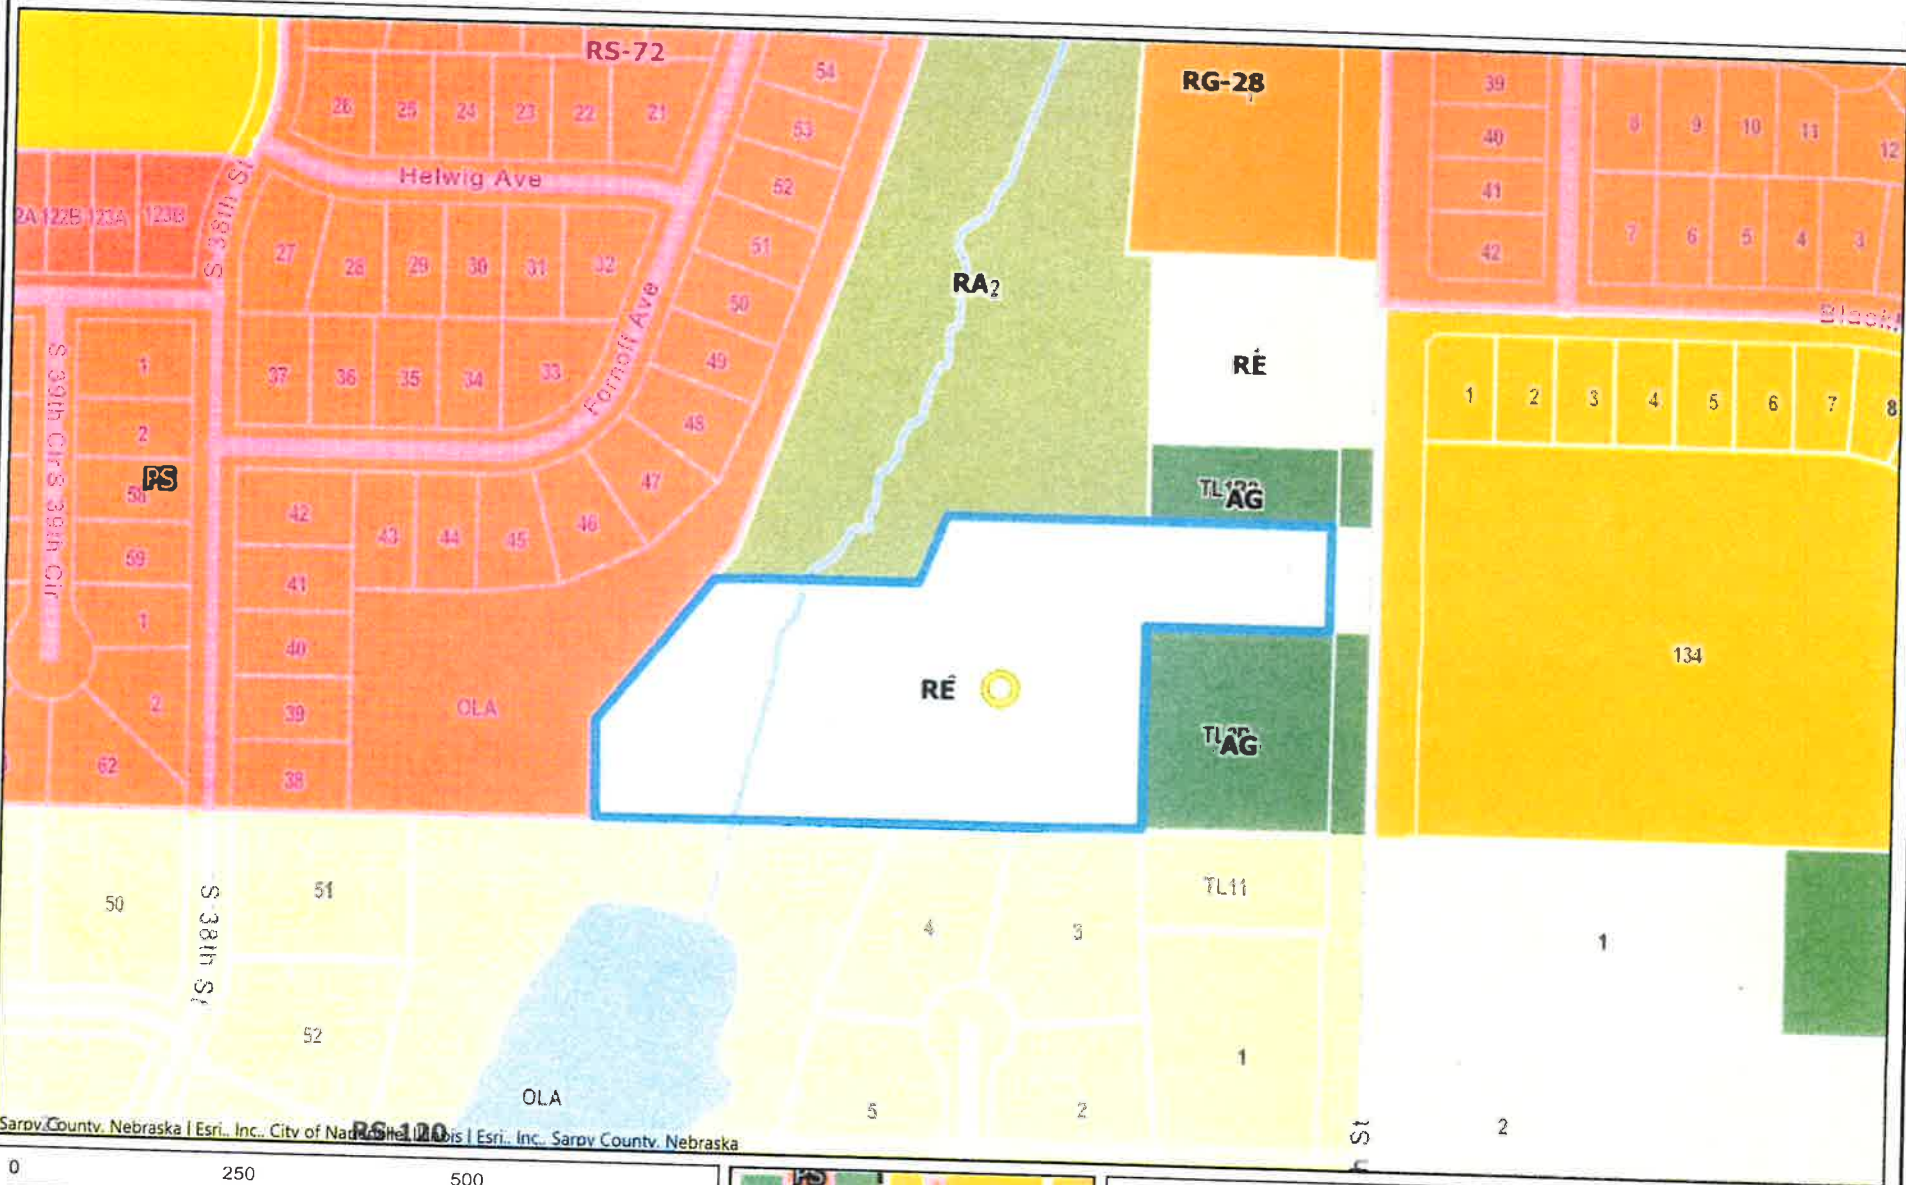 RS-72
54
RG-28
39
26 25 24 23 22 21
53
40
8 9 10 11 12
Helwig Ave
52
41
2A 122B 123A 123B
S 38th St
27 28 29 30 31 32
51
42
7 6 5 4 3
RA2
50
Fornoff Ave
RE
S 39th Cir S 39th Cir
1
37 36 35 34 33
49
1 2 3 4 5 6 7 8
2
48
PS
47
AG
42 43 44 45 46
59
41
1
40
134
2
39
OLA
RE
AG
62
38
50
S 38th St
51
4
3
TL11
1
52
1
OLA
5
2
St
2
RS-120
Sarpy County, Nebraska | Esri., Inc., City of
| Esri., Inc., Sarpy County, Nebraska
0 250 500
PS